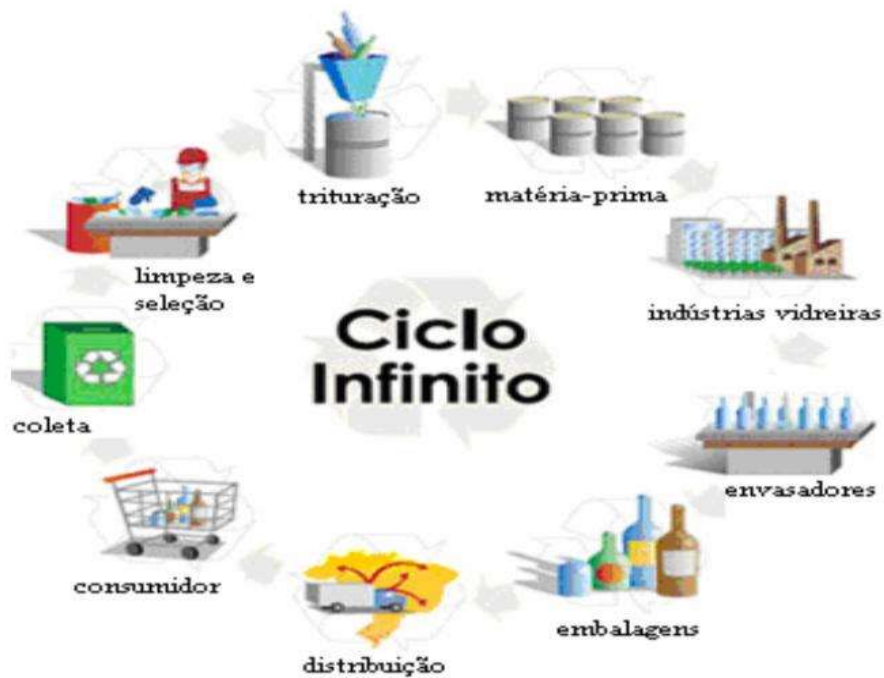 trituração
matéria-prima
limpeza e
seleção
indústrias vidreiras
Ciclo
Infinito
coleta
envasadores
consumidor
embalagens
distribuição